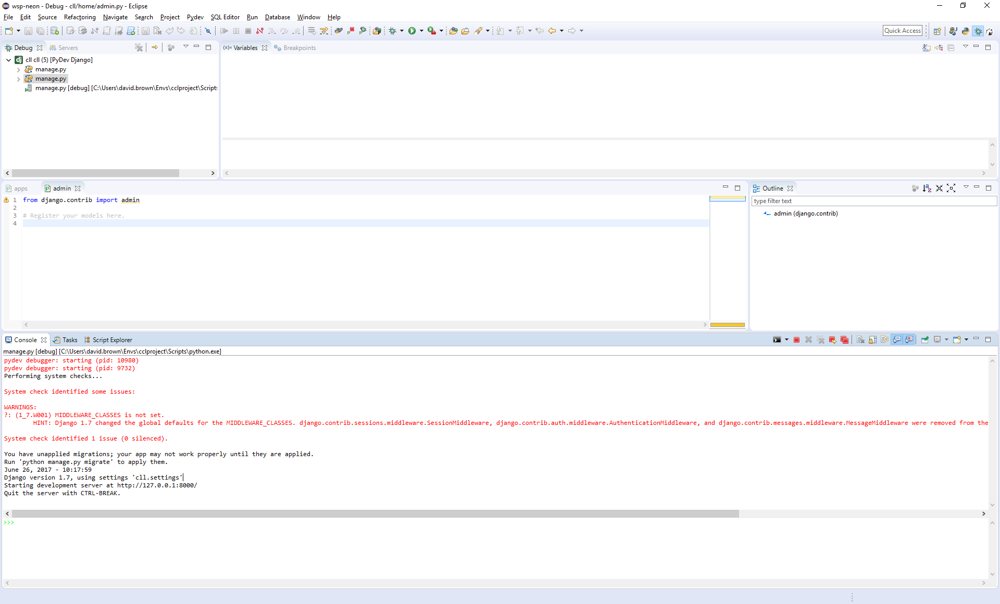 wsp-neon - Debug - cll/home/admin.py - Eclipse
File Edit Source Refactoring Navigate Search Project Pydev SQL Editor Run Database Window Help
Quick Access
Debug Servers
cll cll (5) [PyDev Django]
manage.py
manage.py
manage.py [debug] [C:\Users\david.brown\Envs\cclproject\Scripts
(x)= Variables Breakpoints
apps admin
1 from django.contrib import admin
2
3 # Register your models here.
4
Outline
type filter text
admin (django.contrib)
Console Tasks Script Explorer
manage.py [debug] [C:\Users\david.brown\Envs\cclproject\Scripts\python.exe]
pydev debugger: starting (pid: 10980)
pydev debugger: starting (pid: 9732)
Performing system checks...
System check identified some issues:
WARNINGS:
?: (1_7.W001) MIDDLEWARE_CLASSES is not set.
HINT: Django 1.7 changed the global defaults for the MIDDLEWARE_CLASSES. django.contrib.sessions.middleware.SessionMiddleware, django.contrib.auth.middleware.AuthenticationMiddleware, and django.contrib.messages.middleware.MessageMiddleware were removed from the
System check identified 1 issue (0 silenced).
You have unapplied migrations; your app may not work properly until they are applied.
Run 'python manage.py migrate' to apply them.
June 26, 2017 - 10:17:59
Django version 1.7, using settings 'cll.settings'
Starting development server at http://127.0.0.1:8000/
Quit the server with CTRL-BREAK.
>>>